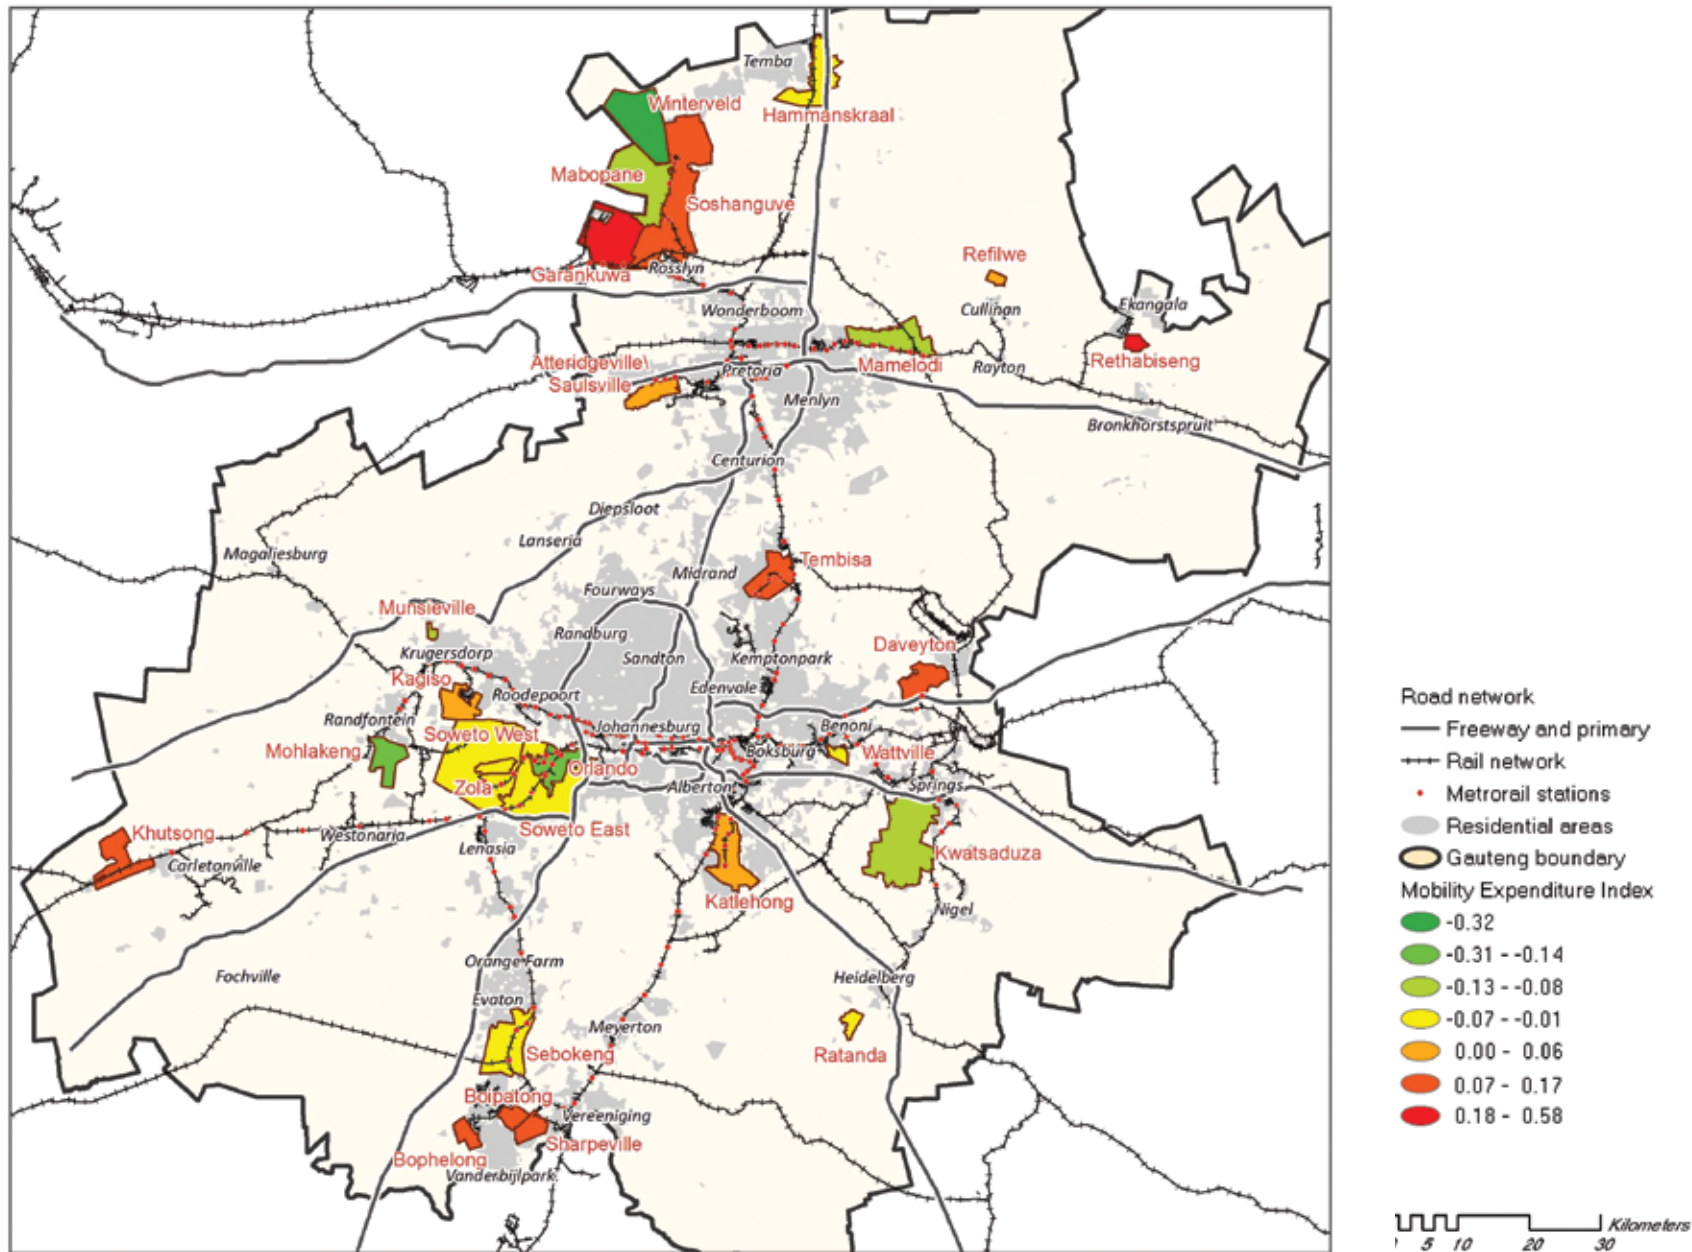 Temba
Hammanskraal
Winterveld
Mabopane
Soshanguve
Garankuwa
Rosslyn
Refilwe
Cullinan
Ekangala
Wonderboom
Atteridgeville\
Saulsville
Pretoria
Mamelodi
Rayton
Rethabiseng
Menlyn
Bronkhorstspruit
Centurion
Diepsloot
Lanseria
Magaliesburg
Midrand
Tembisa
Fourways
Munsieville
Randburg
Krugersdorp
Sandton
Kemptonpark
Daveyton
Kagiso
Roodepoort
Edenvale
Randfontein
Soweto West
Johannesburg
Benoni
Mohlakeng
Boksburg
Wattville
Orlando
Zola
Alberton
Springs
Soweto East
Khutsong
Westonaria
Lenasia
Carletonville
Kwatsaduza
Katlehong
Nigel
Orange Farm
Fochville
Heidelberg
Evaton
Meyerton
Sebokeng
Ratanda
Boipatong
Vereeniging
Sharpeville
Bophelong
Vanderbijlpark.
Road network
Freeway and primary
Rail network
Metrorail stations
Residential areas
Gauteng boundary
Mobility Expenditure Index
-0.32
-0.31 - -0.14
-0.13 - -0.08
-0.07 - -0.01
0.00 - 0.06
0.07 - 0.17
0.18 - 0.58
Kilometers
5 10 20 30